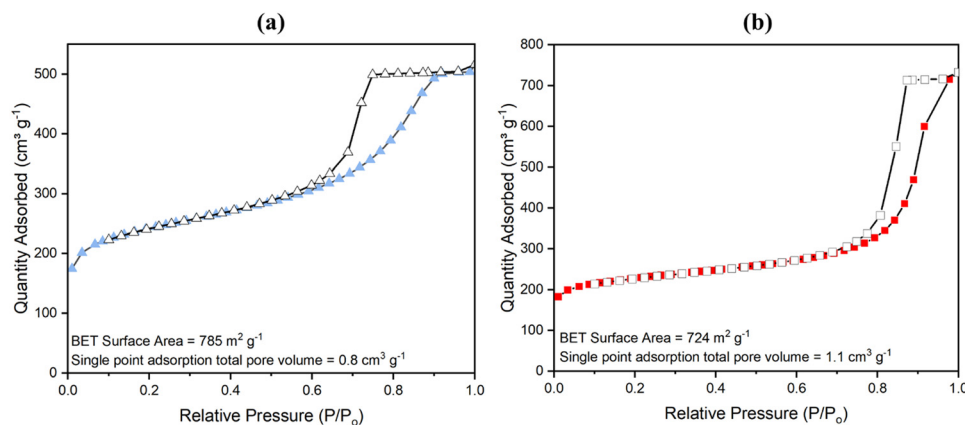 (a)
500
400
300
200
100
0
Quantity Adsorbed (cm³ g⁻¹)
BET Surface Area = 785 m² g⁻¹
Single point adsorption total pore volume = 0.8 cm³ g⁻¹
0.0 0.2 0.4 0.6 0.8 1.0
Relative Pressure (P/P₀)
(b)
800
700
600
500
400
300
200
100
0
Quantity Adsorbed (cm³ g⁻¹)
BET Surface Area = 724 m² g⁻¹
Single point adsorption total pore volume = 1.1 cm³ g⁻¹
0.0 0.2 0.4 0.6 0.8 1.0
Relative Pressure (P/P₀)